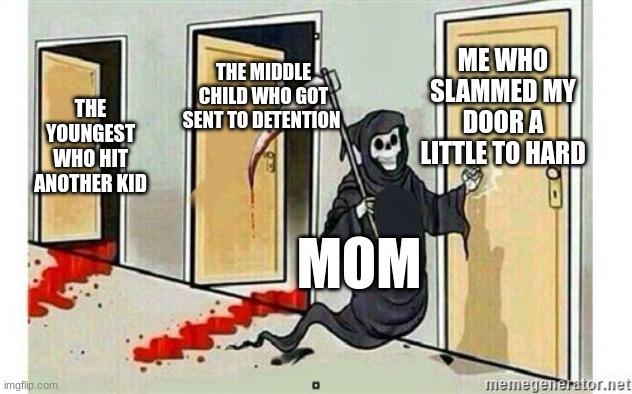 THE
YOUNGEST
WHO HIT
ANOTHER KID
THE MIDDLE
CHILD WHO GOT
SENT TO DETENTION
ME WHO
SLAMMED MY
DOOR A
LITTLE TO HARD
MOM
imgflip.com
memegenerator.net